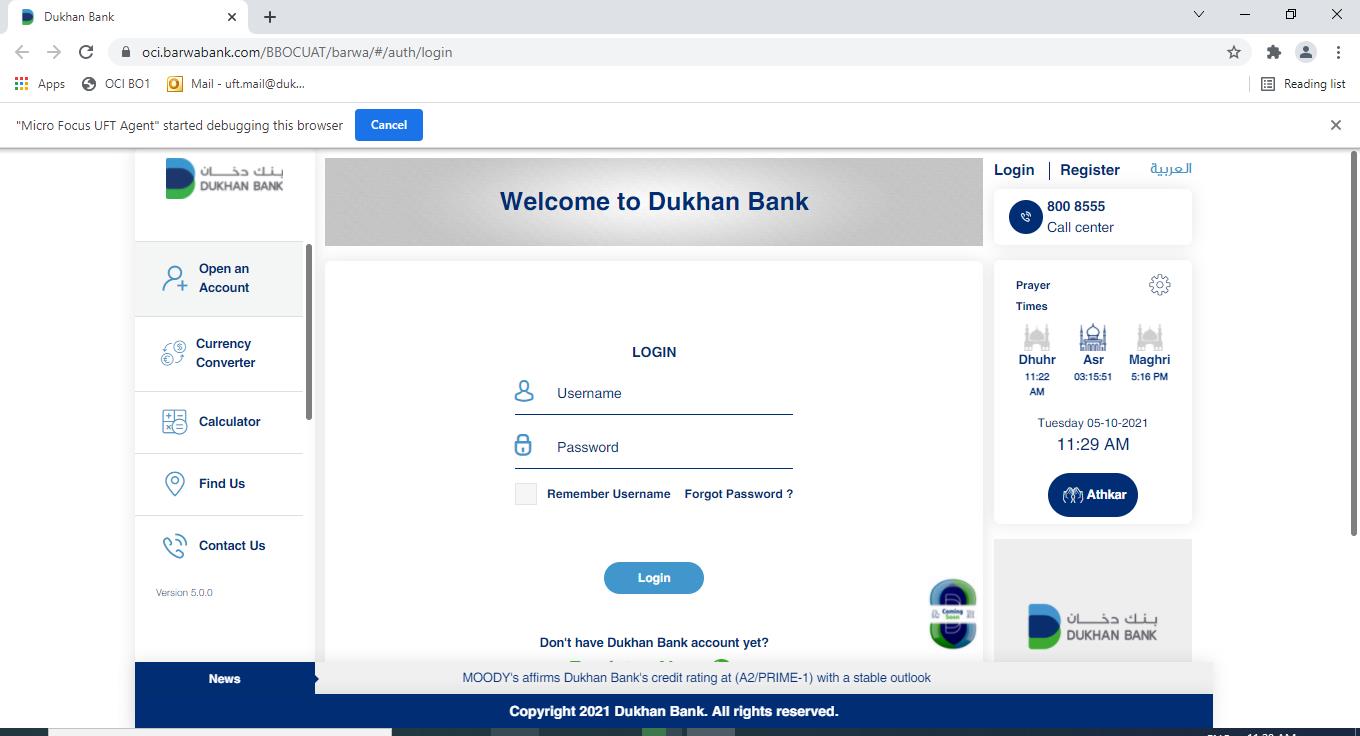 Dukhan Bank
oci.barwabank.com/BBOCUAT/barwa/#/auth/login
Apps
OCI BO1
Mail - uft.mail@duk...
Reading list
"Micro Focus UFT Agent" started debugging this browser
Cancel
بنك دخان
DUKHAN BANK
Welcome to Dukhan Bank
Login
Register
العربية
800 8555
Call center
Open an
Account
Currency
Converter
Calculator
Find Us
Contact Us
Version 5.0.0
LOGIN
Username
Password
Remember Username
Forgot Password ?
Login
Don't have Dukhan Bank account yet?
Coming
Soon
Prayer
Times
Dhuhr
11:22
AM
Asr
03:15:51
Maghri
5:16 PM
Tuesday 05-10-2021
11:29 AM
Athkar
بنك دخان
DUKHAN BANK
News
MOODY's affirms Dukhan Bank's credit rating at (A2/PRIME-1) with a stable outlook
Copyright 2021 Dukhan Bank. All rights reserved.